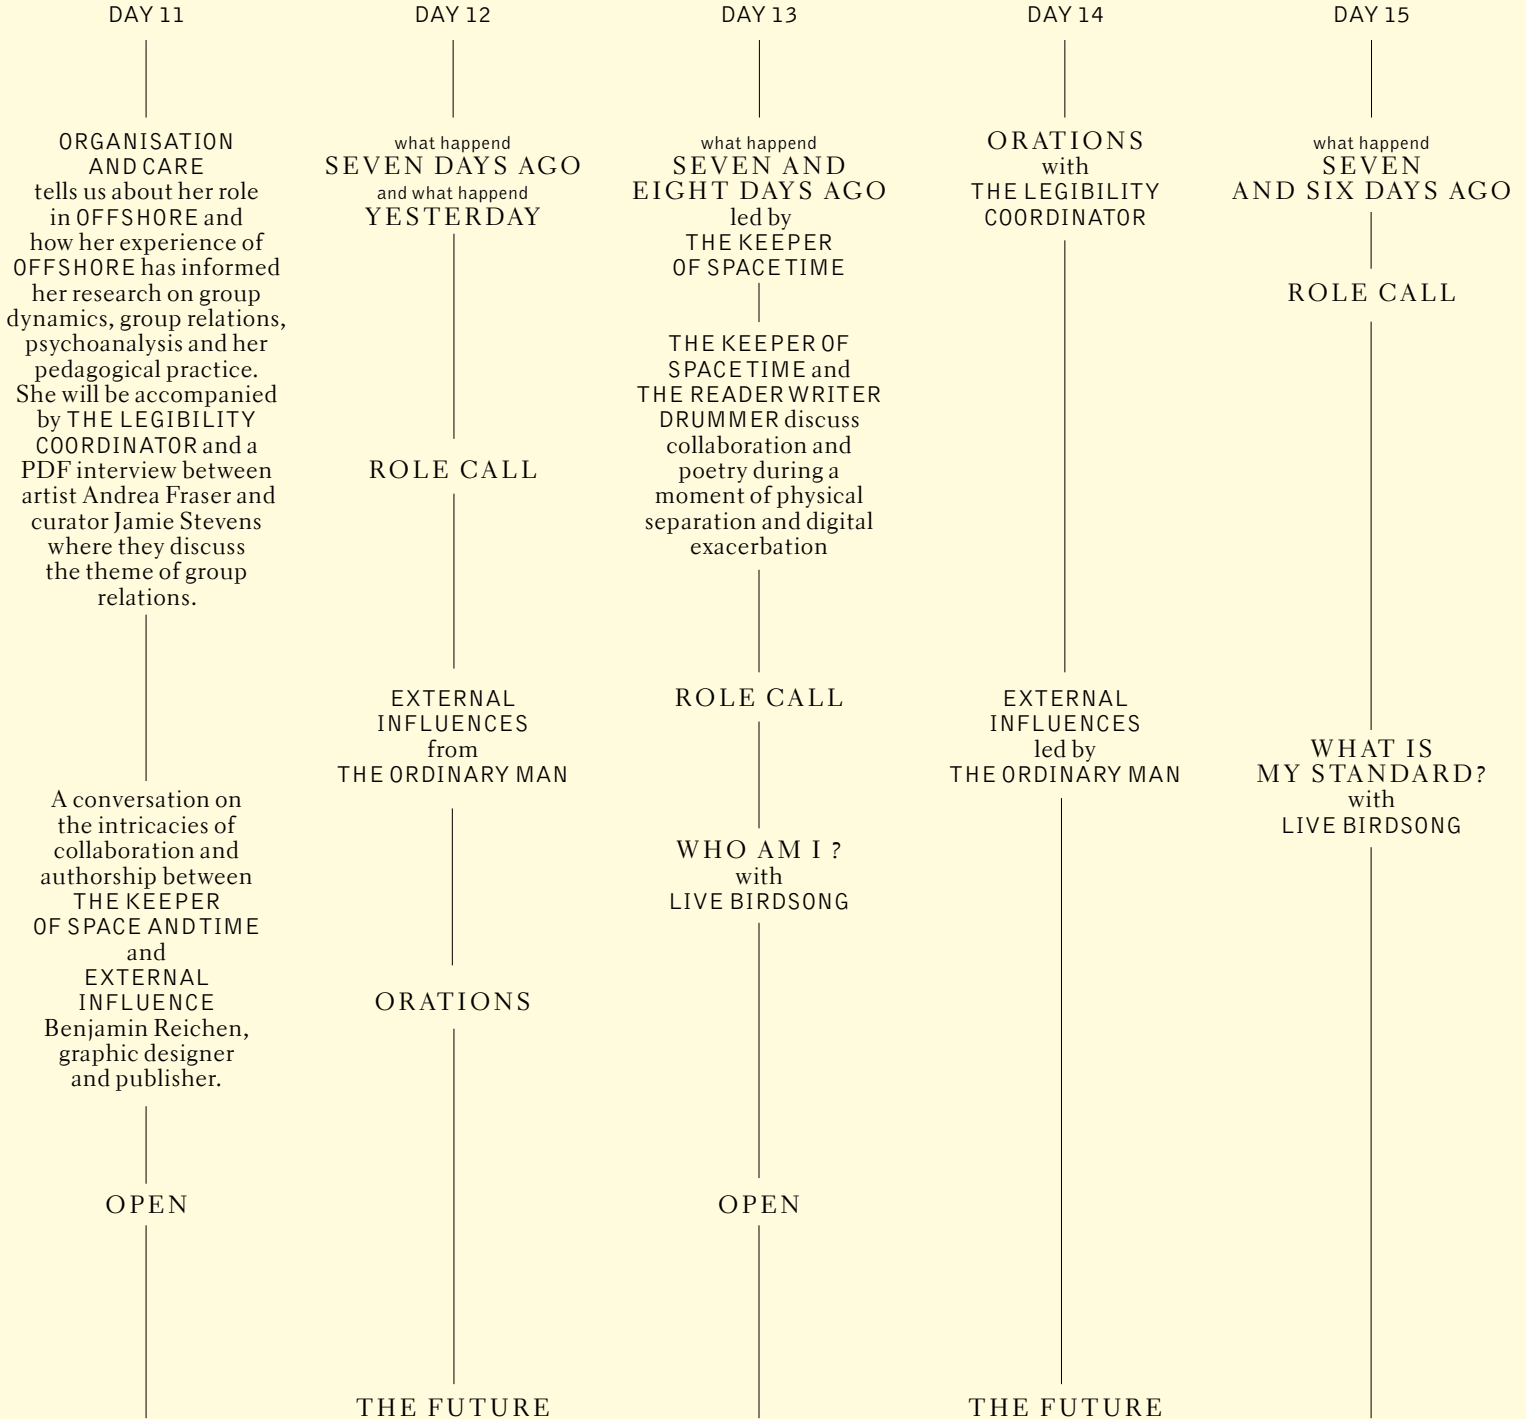 DAY 11
ORGANISATION
AND CARE
tells us about her role
in OFFSHORE and
how her experience of
OFFSHORE has informed
her research on group
dynamics, group relations,
psychoanalysis and her
pedagogical practice.
She will be accompanied
by THE LEGIBILITY
COORDINATOR and a
PDF interview between
artist Andrea Fraser and
curator Jamie Stevens
where they discuss
the theme of group
relations.
A conversation on
the intricacies of
collaboration and
authorship between
THE KEEPER
OF SPACE AND TIME
and
EXTERNAL
INFLUENCE
Benjamin Reichen,
graphic designer
and publisher.
OPEN
DAY 12
what happend
SEVEN DAYS AGO
and what happend
YESTERDAY
ROLE CALL
EXTERNAL
INFLUENCES
from
THE ORDINARY MAN
ORATIONS
THE FUTURE
DAY 13
what happend
SEVEN AND
EIGHT DAYS AGO
led by
THE KEEPER
OF SPACETIME
THE KEEPER OF
SPACETIME and
THE READER WRITER
DRUMMER discuss
collaboration and
poetry during a
moment of physical
separation and digital
exacerbation
ROLE CALL
WHO AM I ?
with
LIVE BIRDSONG
OPEN
DAY 14
ORATIONS
with
THE LEGIBILITY
COORDINATOR
EXTERNAL
INFLUENCES
led by
THE ORDINARY MAN
THE FUTURE
DAY 15
what happend
SEVEN
AND SIX DAYS AGO
ROLE CALL
WHAT IS
MY STANDARD?
with
LIVE BIRDSONG